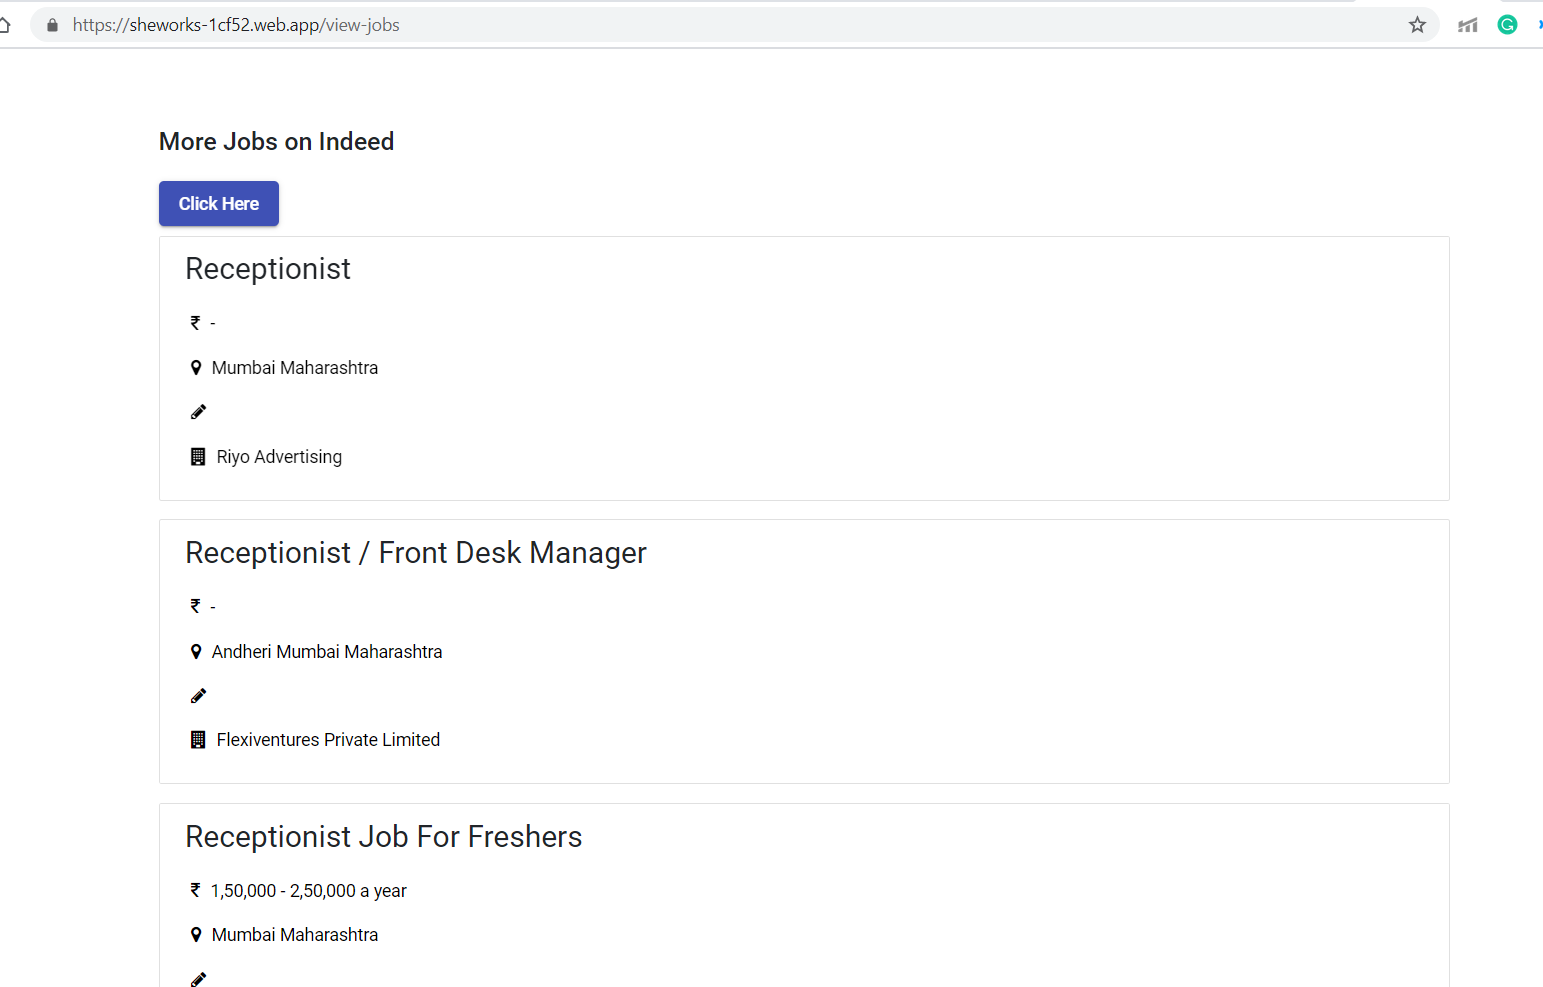 https://sheworks-1cf52.web.app/view-jobs
More Jobs on Indeed
Click Here
Receptionist
₹ -
Mumbai Maharashtra
Riyo Advertising
Receptionist / Front Desk Manager
₹ -
Andheri Mumbai Maharashtra
Flexiventures Private Limited
Receptionist Job For Freshers
₹ 1,50,000 - 2,50,000 a year
Mumbai Maharashtra